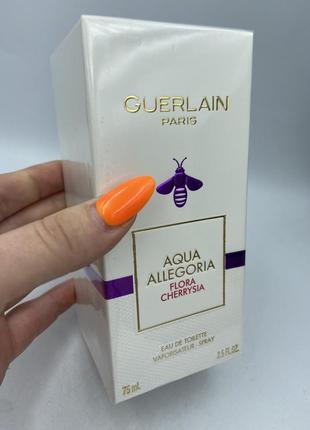 GUERLAIN
PARIS
AQUA
ALLEGORIA
FLORA
CHERRYSIA
EAU DE TOILETTE
VAPORISATEUR - SPRAY
75 mL
2.5 FL.OZ.